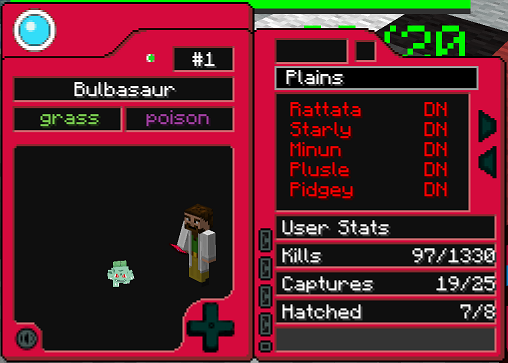 '20
#1
Bulbasaur
grass poison
Plains
Rattata DN
Starly DN
Minun DN
Plusle DN
Pidgey DN
User Stats
Kills 97/1330
Captures 19/25
Hatched 7/8